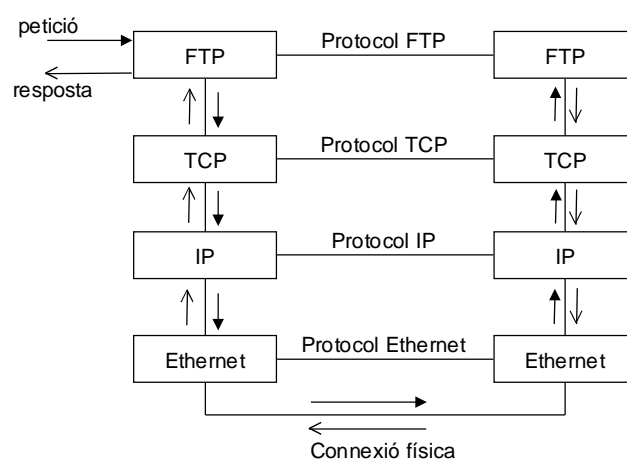 petició
resposta
FTP
Protocol FTP
FTP
TCP
Protocol TCP
TCP
IP
Protocol IP
IP
Ethernet
Protocol Ethernet
Ethernet
Connexió física